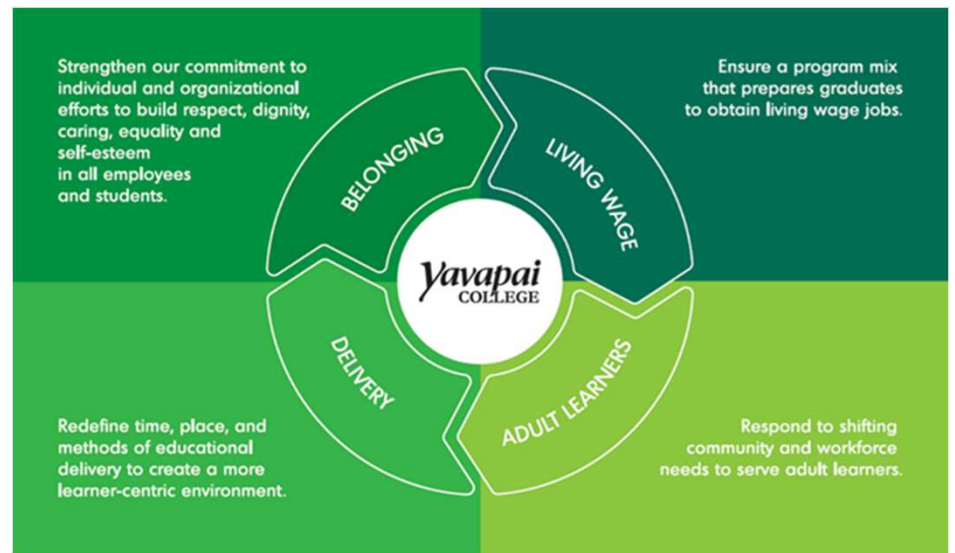 Strengthen our commitment to
individual and organizational
efforts to build respect, dignity,
caring, equality and
self-esteem
in all employees
and students.
BELONGING
LIVING WAGE
Ensure a program mix
that prepares graduates
to obtain living wage jobs.
Yavapai
COLLEGE
DELIVERY
Redefine time, place, and
methods of educational
delivery to create a more
learner-centric environment.
ADULT LEARNERS
Respond to shifting
community and workforce
needs to serve adult learners.